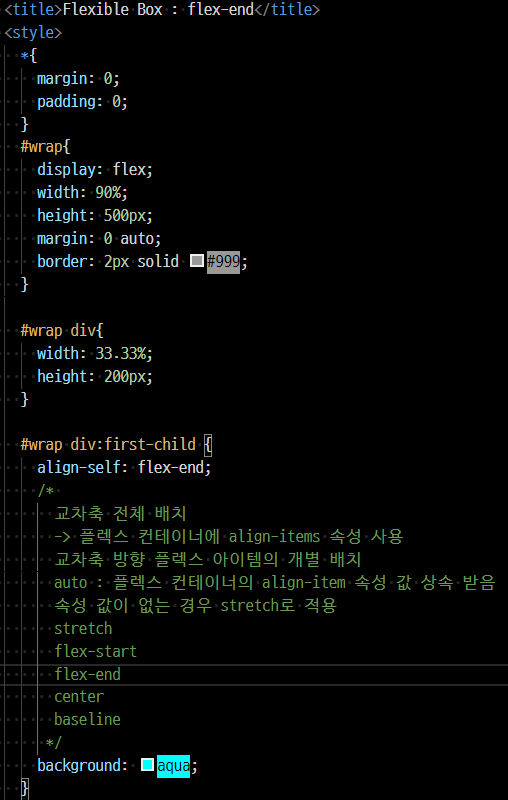 <title>Flexible Box : flex-end</title>
<style>
*{
margin: 0;
padding: 0;
}
#wrap{
display: flex;
width: 90%;
height: 500px;
margin: 0 auto;
border: 2px solid #999;
}
#wrap div{
width: 33.33%;
height: 200px;
}
#wrap div:first-child {
align-self: flex-end;
/*
교차축 전체 배치
-> 플렉스 컨테이너에 align-items 속성 사용
교차축 방향 플렉스 아이템의 개별 배치
auto : 플렉스 컨테이너의 align-item 속성 값 상속 받음
속성 값이 없는 경우 stretch로 적용
stretch
flex-start
flex-end
center
baseline
*/
background: aqua;
}